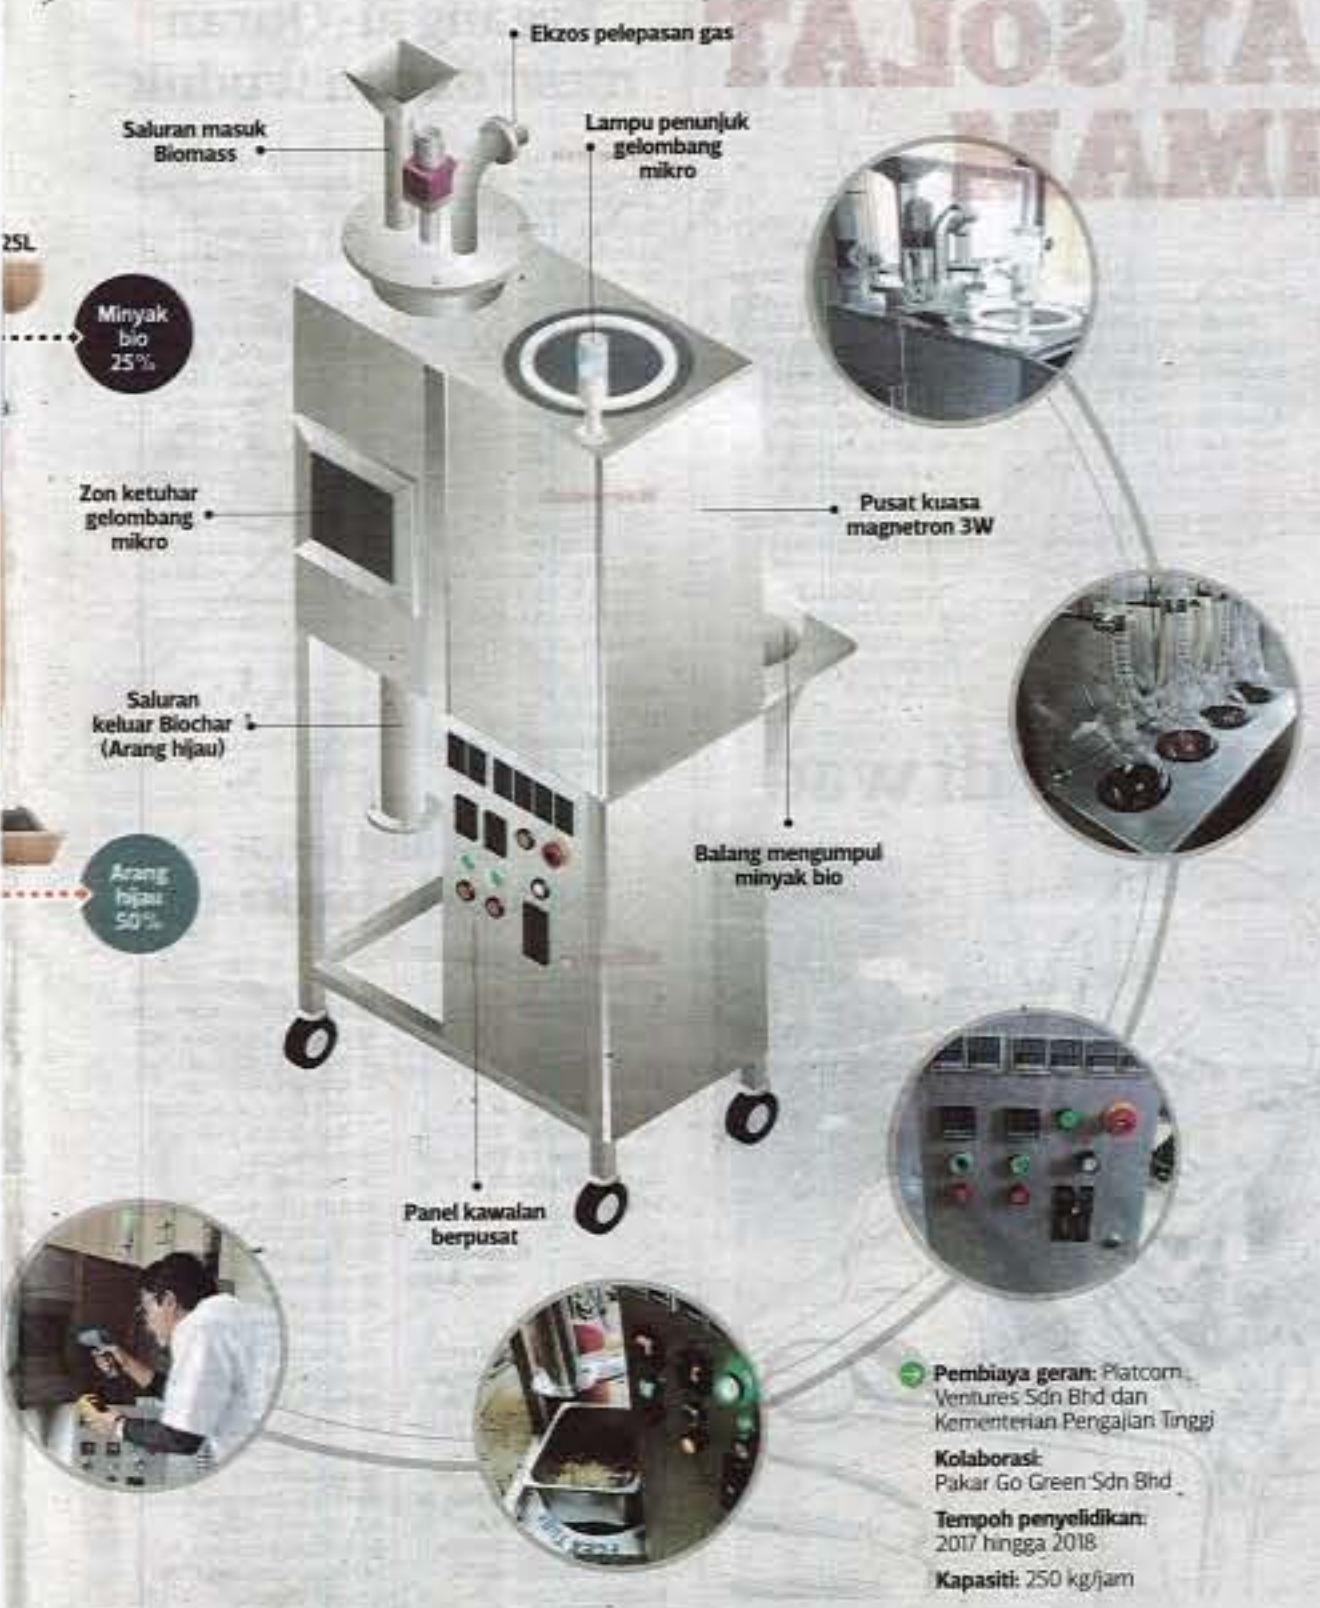 Ekzos pelepasan gas
Saluran masuk
Biomass
Lampu penunjuk
gelombang
mikro
25L
Minyak
bio
25%
Zon ketuhar
gelombang
mikro
Pusat kuasa
magnetron 3W
Saluran
keluar Biochar
(Arang hijau)
Balang mengumpul
minyak bio
Arang
hijau
50%
Panel kawalan
berpusat
Pembiaya geran: Platcom
Ventures Sdn Bhd dan
Kementerian Pengajian Tinggi
Kolaborasi:
Pakar Go Green Sdn Bhd
Tempoh penyelidikan:
2017 hingga 2018
Kapasiti: 250 kg/jam